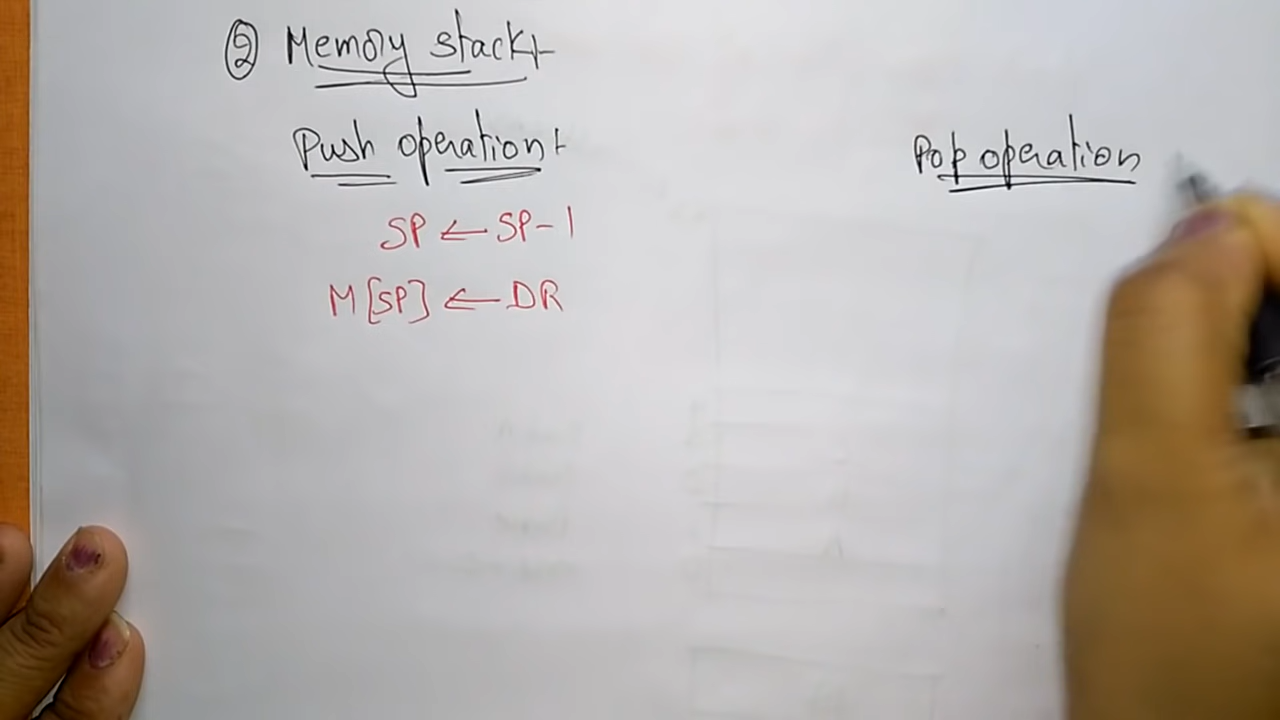 ② Memory stack:-
Push operation:-
SP ← SP-1
M[SP] ← DR
Pop operation